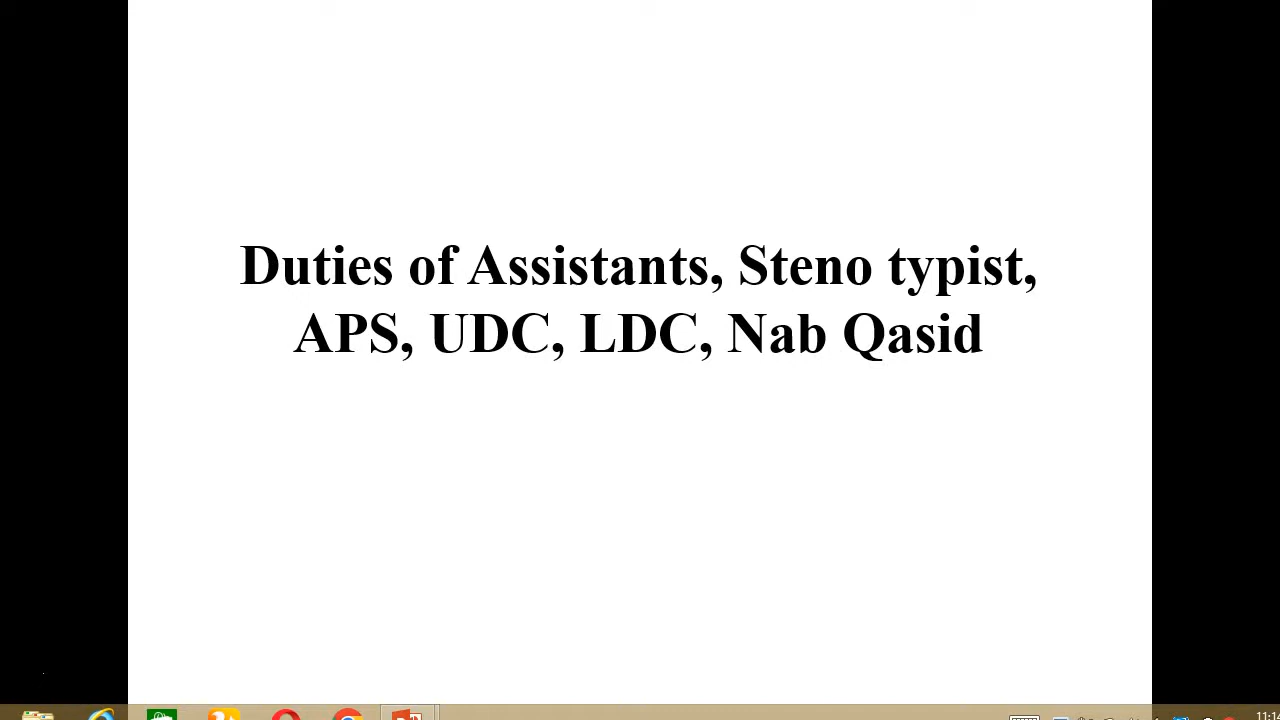 Duties of Assistants, Steno typist,
APS, UDC, LDC, Nab Qasid